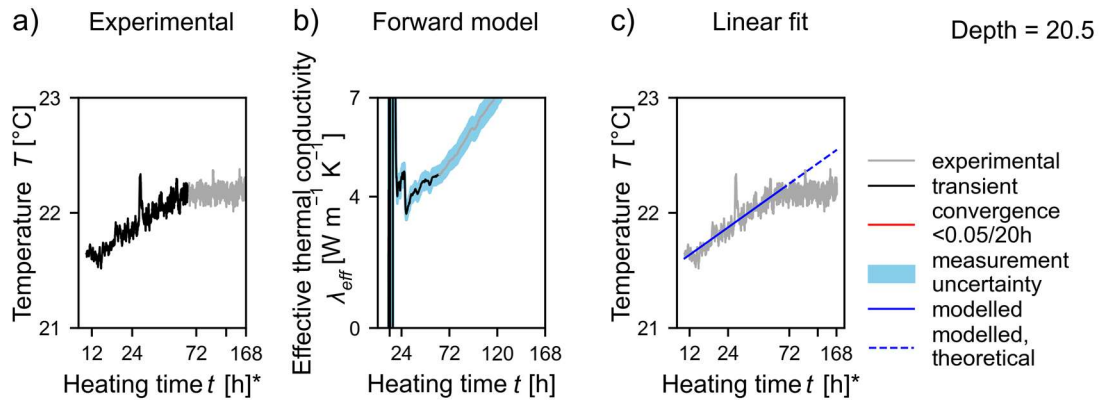 a) Experimental
b) Forward model
c) Linear fit
Depth = 20.5
Temperature T [°C]
23
22
21
12 24 72 168
Heating time t [h]*
Effective thermal conductivity
λeff [W m⁻¹ K⁻¹]
7
4
0
24 72 120 168
Heating time t [h]
Temperature T [°C]
23
22
21
12 24 72 168
Heating time t [h]*
experimental
transient
convergence
<0.05/20h
measurement
uncertainty
modelled
modelled,
theoretical